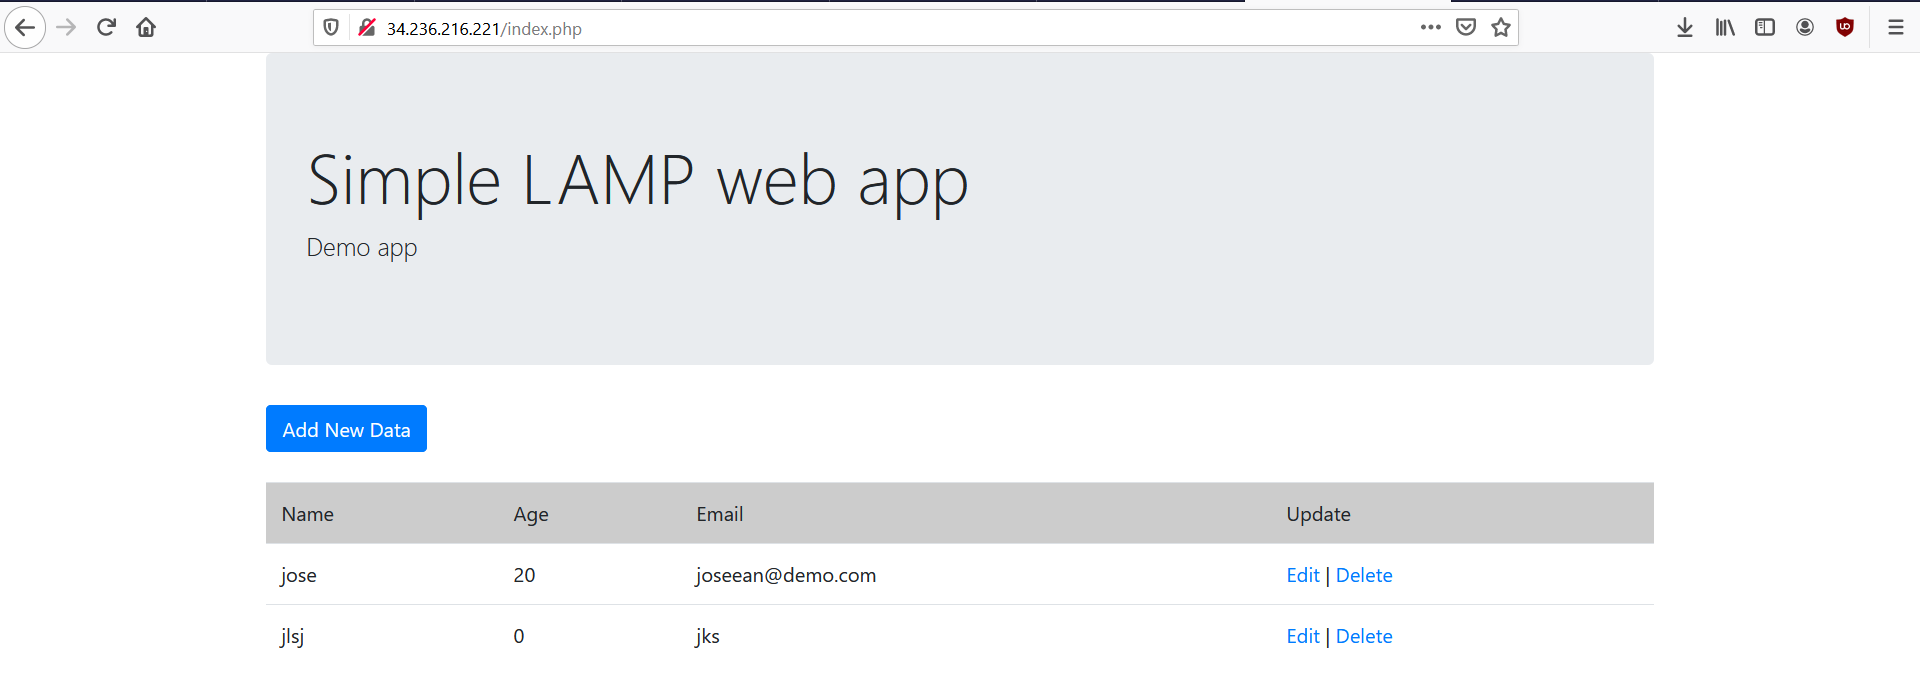 34.236.216.221/index.php
Simple LAMP web app
Demo app
Add New Data
Name Age Email Update
jose 20 joseean@demo.com Edit | Delete
jlsj 0 jks Edit | Delete